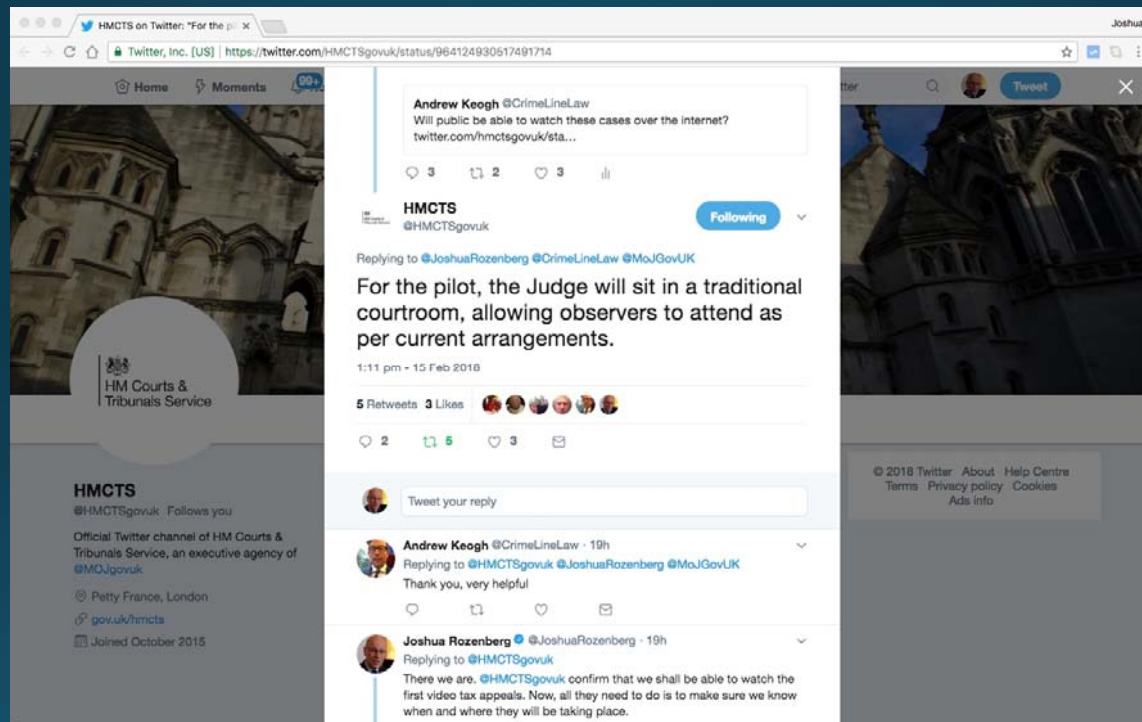 HMCTS on Twitter: "For the pi
Joshua
Twitter, Inc. [US] | https://twitter.com/HMCTSgovuk/status/964124930517491714
Home Moments 99+ tter Tweet
Andrew Keogh @CrimeLineLaw
Will public be able to watch these cases over the internet?
twitter.com/hmctsgovuk/sta...
3 2 3
HMCTS
@HMCTSgovuk
Following
Replying to @JoshuaRozenberg @CrimeLineLaw @MoJGovUK
For the pilot, the Judge will sit in a traditional
courtroom, allowing observers to attend as
per current arrangements.
1:11 pm - 15 Feb 2018
5 Retweets 3 Likes
2 5 3
Tweet your reply
Andrew Keogh @CrimeLineLaw · 19h
Replying to @HMCTSgovuk @JoshuaRozenberg @MoJGovUK
Thank you, very helpful
Joshua Rozenberg @JoshuaRozenberg · 19h
Replying to @HMCTSgovuk
There we are. @HMCTSgovuk confirm that we shall be able to watch the
first video tax appeals. Now, all they need to do is to make sure we know
when and where they will be taking place.
HM Courts &
Tribunals Service
HMCTS
@HMCTSgovuk Follows you
Official Twitter channel of HM Courts &
Tribunals Service, an executive agency of
@MOJgovuk
Petty France, London
gov.uk/hmcts
Joined October 2015
© 2018 Twitter About Help Centre
Terms Privacy policy Cookies
Ads info